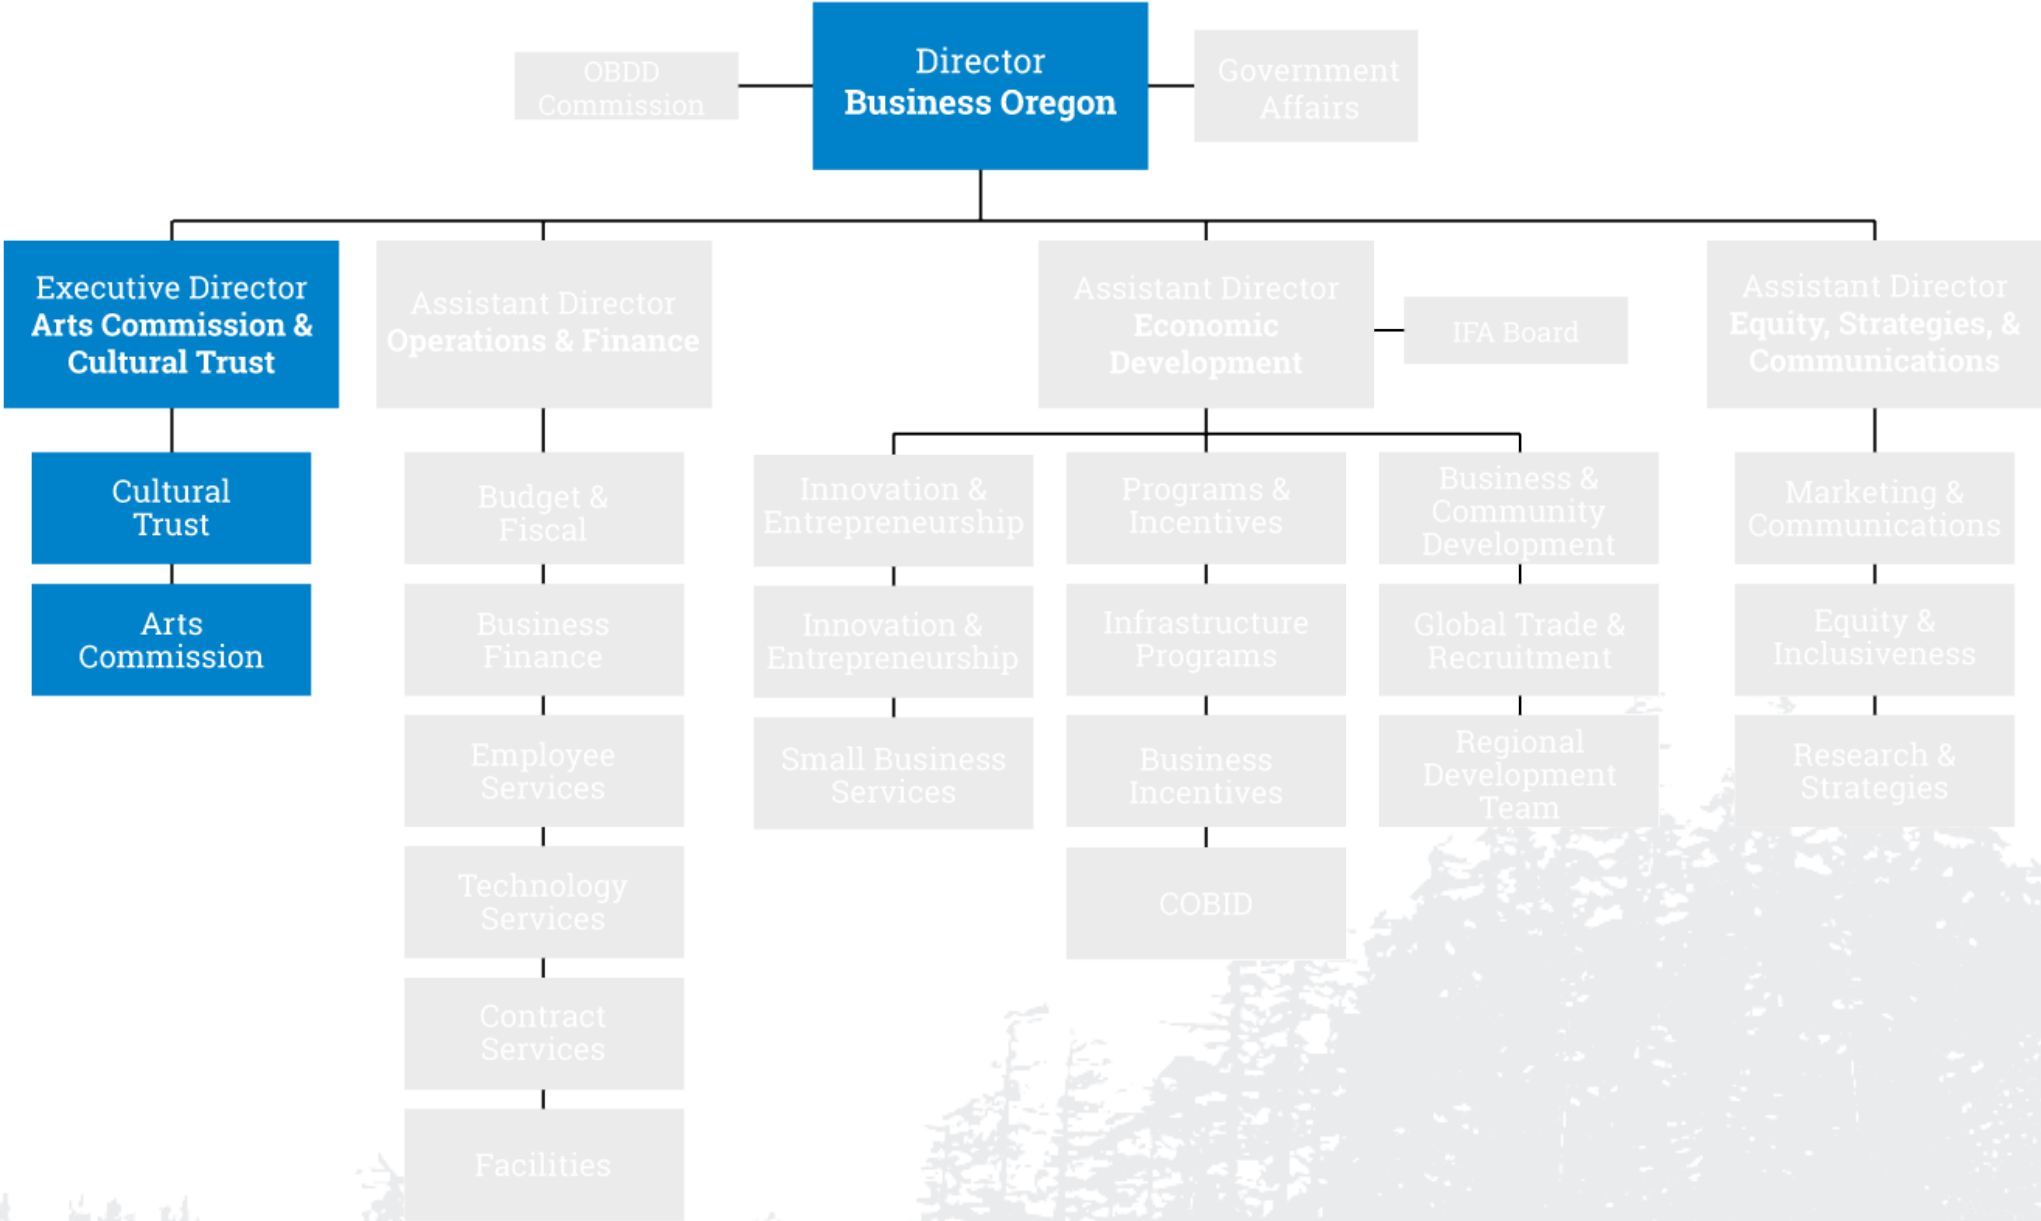 Director
Business Oregon
OBDD
Commission
Government
Affairs
Executive Director
Arts Commission &
Cultural Trust
Cultural
Trust
Arts
Commission
Assistant Director
Operations & Finance
Budget &
Fiscal
Business
Finance
Employee
Services
Technology
Services
Contract
Services
Facilities
Assistant Director
Economic
Development
IFA Board
Innovation &
Entrepreneurship
Innovation &
Entrepreneurship
Small Business
Services
Programs &
Incentives
Infrastructure
Programs
Business
Incentives
COBID
Business &
Community
Development
Global Trade &
Recruitment
Regional
Development
Team
Assistant Director
Equity, Strategies, &
Communications
Marketing &
Communications
Equity &
Inclusiveness
Research &
Strategies